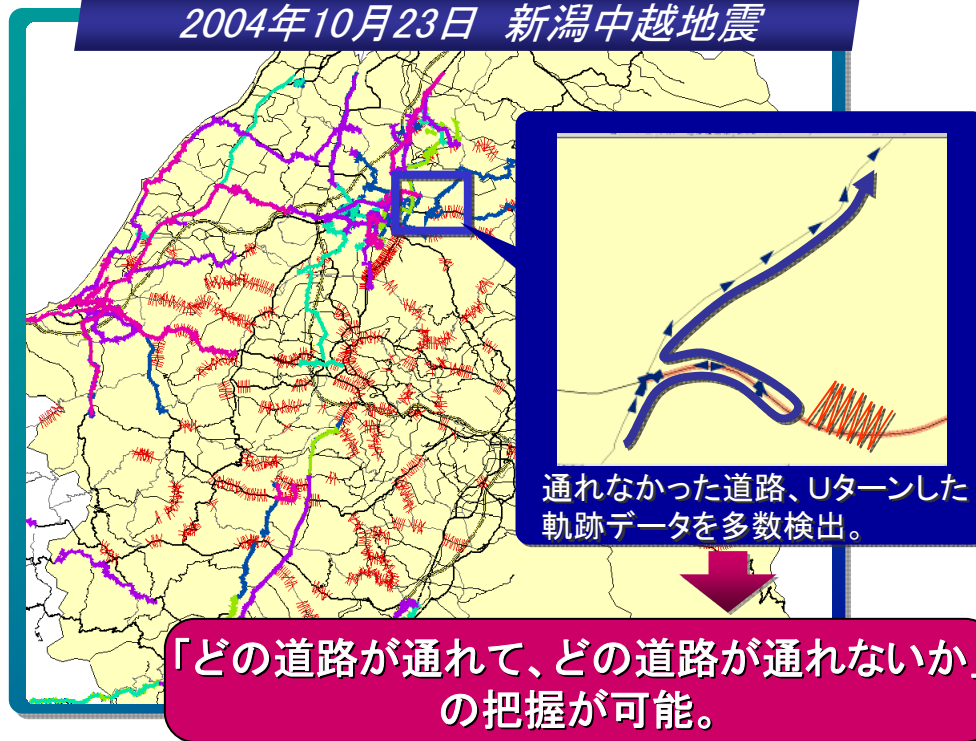 2004年10月23日 新潟中越地震
通れなかった道路、Uターンした
軌跡データを多数検出。
「どの道路が通れて、どの道路が通れないか」
の把握が可能。